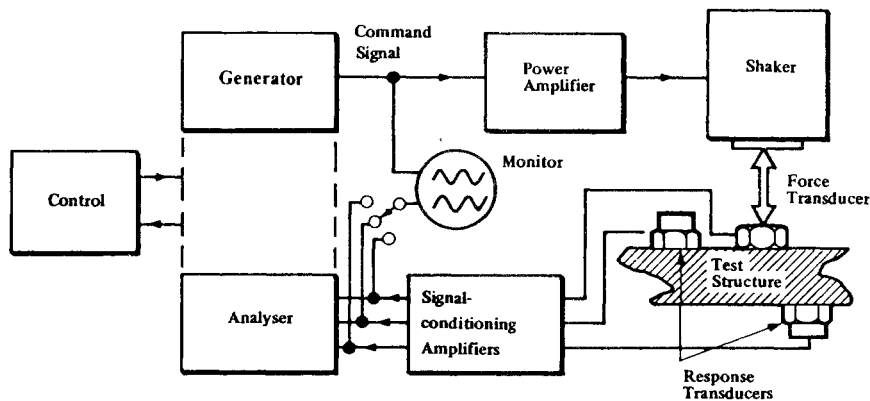 Command
Signal
Generator
Power
Amplifier
Shaker
Control
Monitor
Force
Transducer
Test
Structure
Analyser
Signal-
conditioning
Amplifiers
Response
Transducers